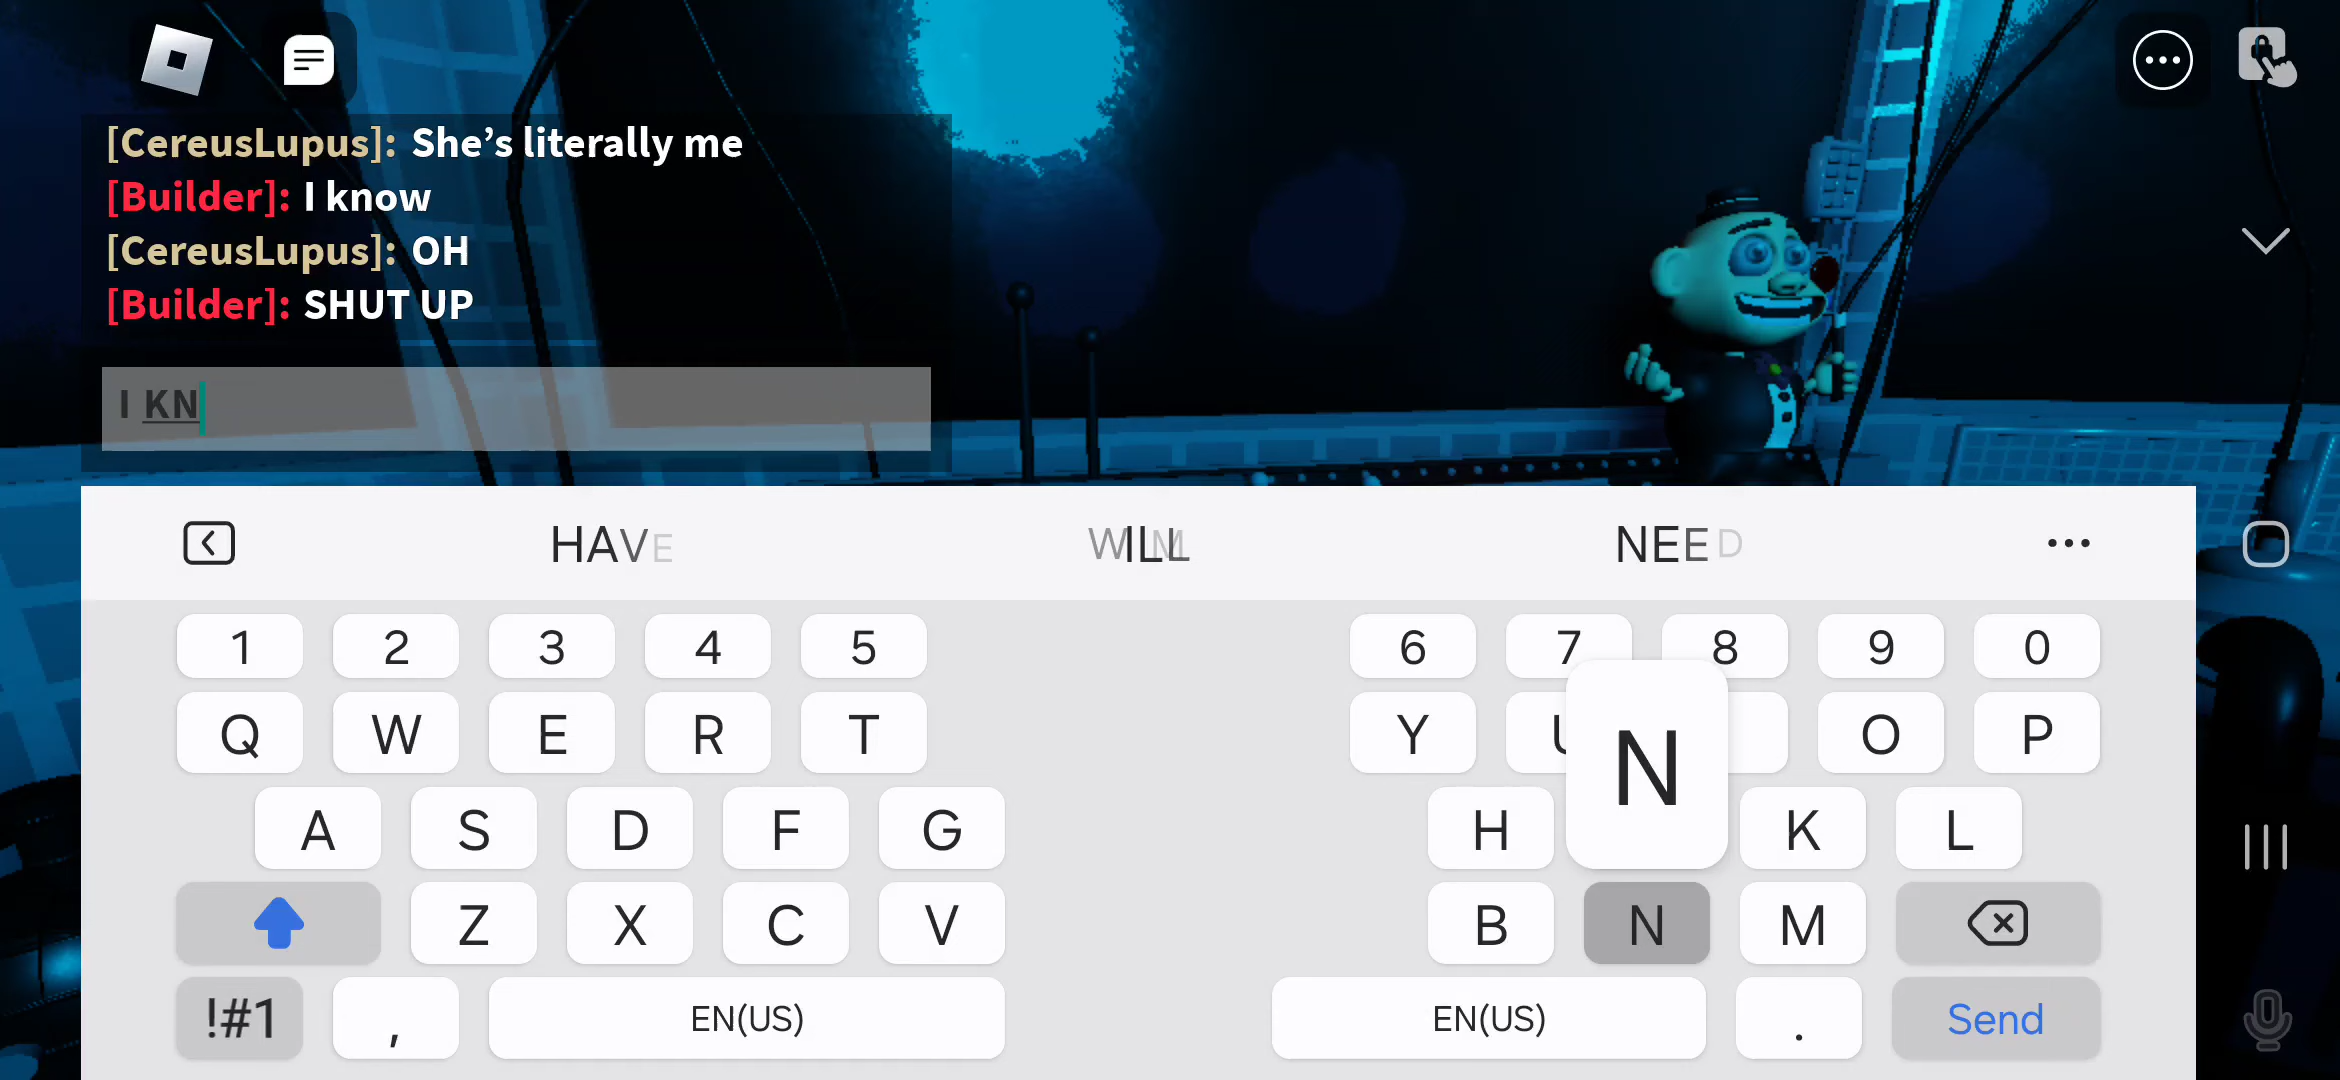 [CereusLupus]: She’s literally me
[Builder]: I know
[CereusLupus]: OH
[Builder]: SHUT UP
I KN
HAVE WILL NEED
1 2 3 4 5 6 7 8 9 0
Q W E R T Y U O P
A S D F G H N K L
Z X C V B N M
!#1 , EN(US) EN(US) . Send